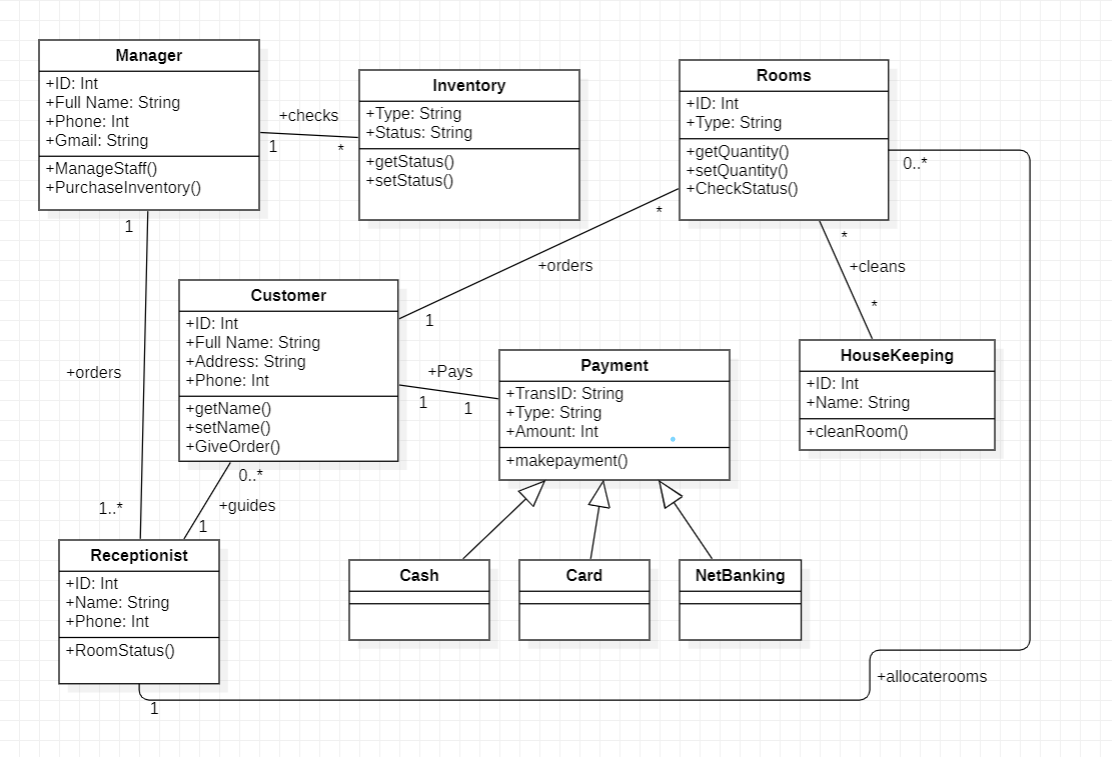 Manager
+ID: Int
+Full Name: String
+Phone: Int
+Gmail: String
+ManageStaff()
+PurchaseInventory()
+checks
1
*
Inventory
+Type: String
+Status: String
+getStatus()
+setStatus()
Rooms
+ID: Int
+Type: String
+getQuantity()
+setQuantity()
+CheckStatus()
0..*
*
*
+cleans
*
1
+orders
1
Customer
+ID: Int
+Full Name: String
+Address: String
+Phone: Int
+getName()
+setName()
+GiveOrder()
+Pays
1
1
Payment
+TransID: String
+Type: String
+Amount: Int
+makepayment()
HouseKeeping
+ID: Int
+Name: String
+cleanRoom()
+orders
1..*
0..*
+guides
1
Receptionist
+ID: Int
+Name: String
+Phone: Int
+RoomStatus()
Cash
Card
NetBanking
+allocaterooms
1